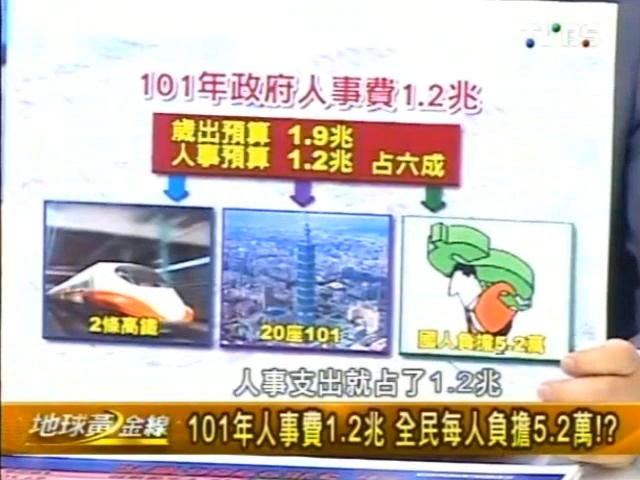 TVBS
101年政府人事費1.2兆
歲出預算 1.9兆
人事預算 1.2兆 占六成
2條高鐵
20座101
國人負擔5.2萬
人事支出就占了1.2兆
地球黃金線
101年人事費1.2兆 全民每人負擔5.2萬!?